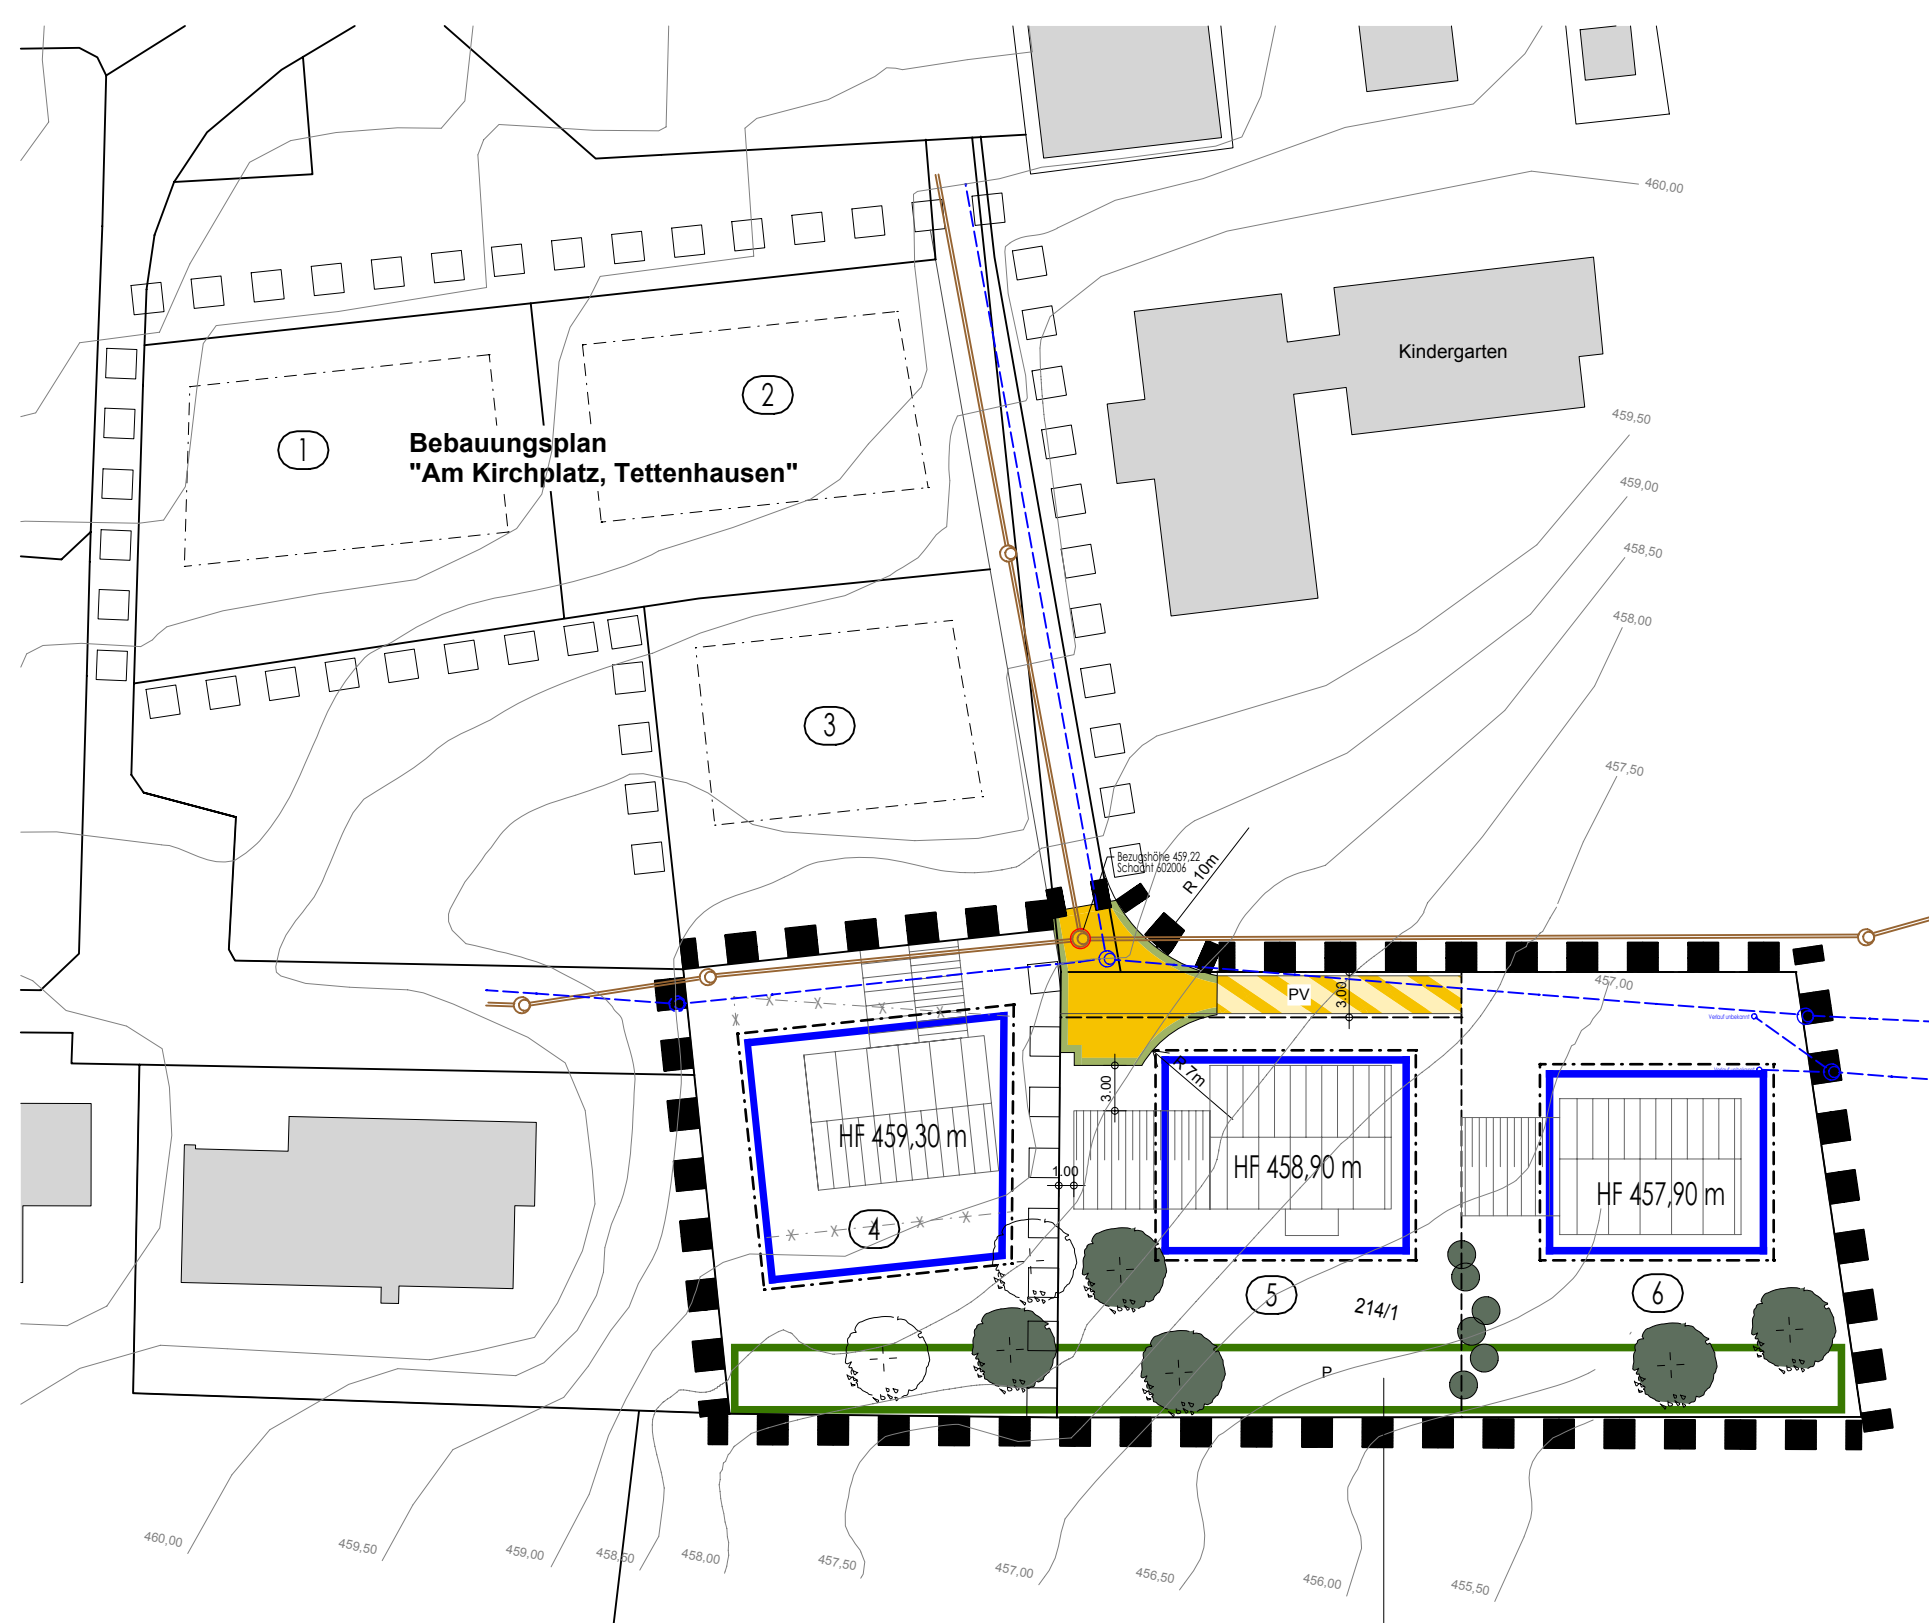 460,00
Kindergarten
2
1
Bebauungsplan
"Am Kirchplatz, Tettenhausen"
459,50
459,00
458,50
458,00
3
457,50
Bezugshöhe 459,22
Schacht 602006
R 10m
457,00
PV
3.00
Verlauf unbekannt
R 7m
3.00
HF 459,30 m
1.00
HF 458,90 m
HF 457,90 m
4
5
214/1
6
P
460,00
459,50
459,00
458,50
458,00
457,50
457,00
456,50
456,00
455,50